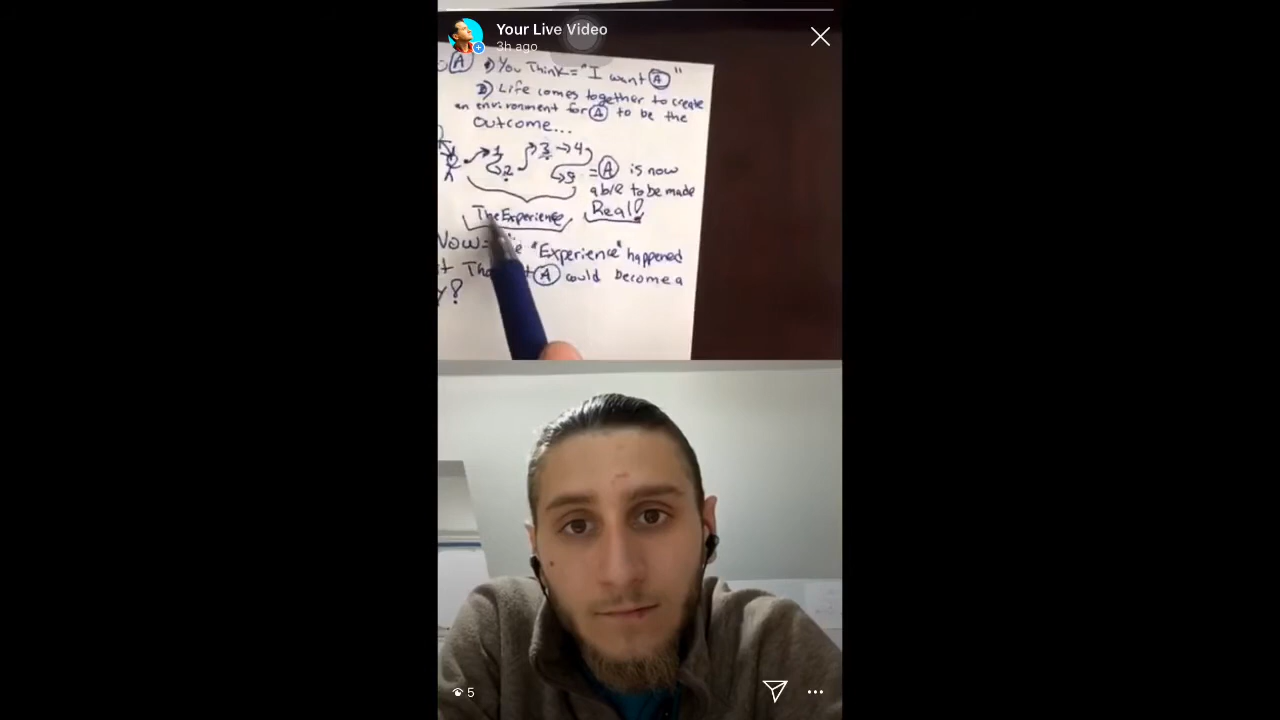 Your Live Video
3h ago
A 1) You Think = "I want A"
2) Life comes together to create
an environment for A to be the
outcome...
1 2 3 → 4 5 = A is now
able to be made
The Experience Real!
Now "Experience" happened
A could become a
y?
5